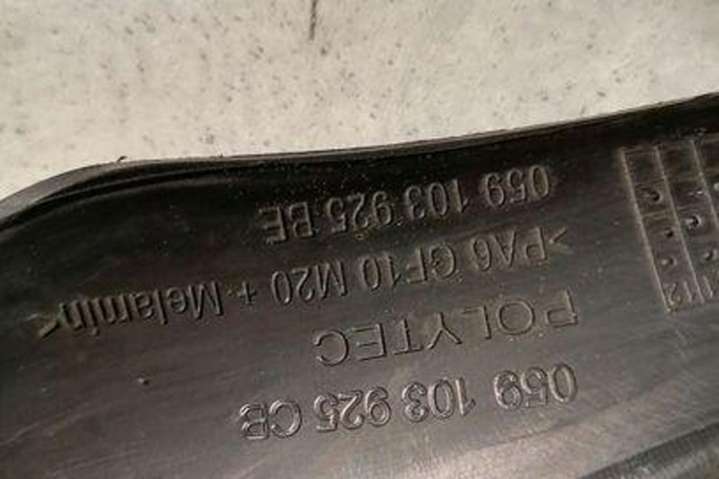 059 103 925 CB
POLYTEC
>PA6 GF10 M20 + Melamin<
059 103 925 BE